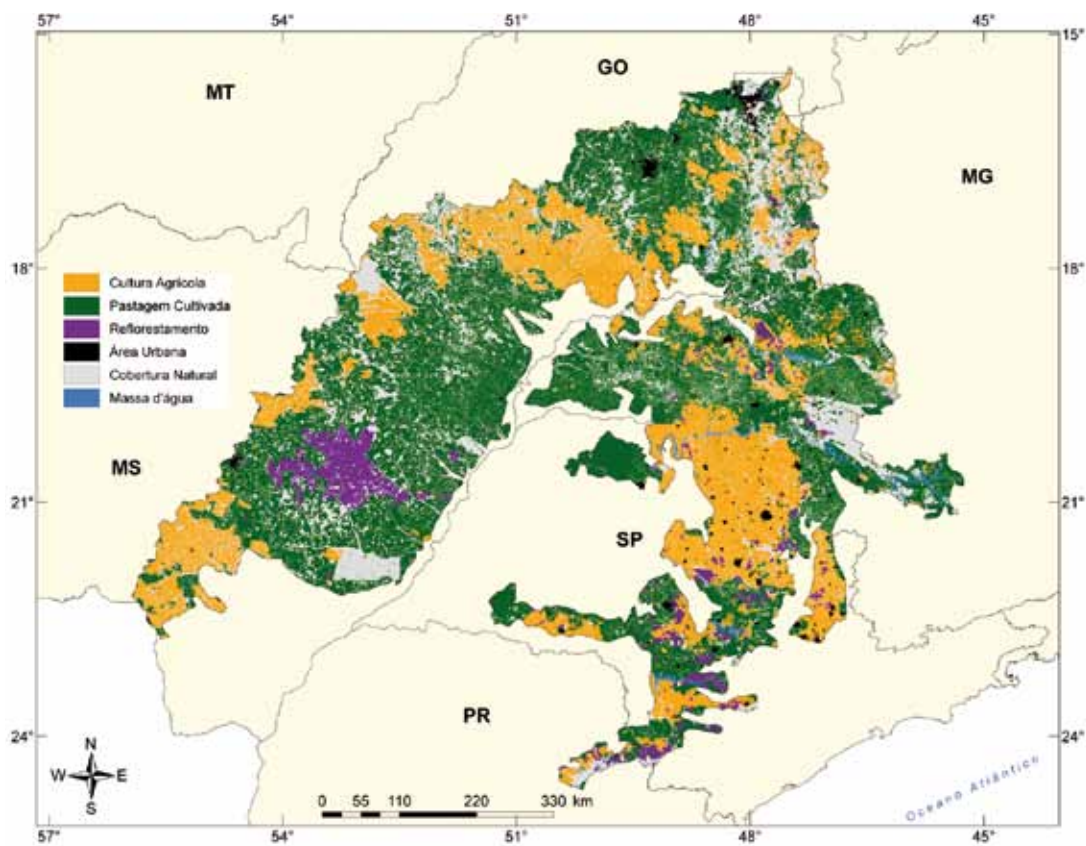 57° 54° 51° 48° 45°
15° 15°
GO
MT
MG
18° 18°
Cultura Agrícola
Pastagem Cultivada
Reflorestamento
Área Urbana
Cobertura Natural
Massa d'água
MS
21° 21°
SP
PR
24° 24°
N
W E
S
0 55 110 220 330 km
Oceano Atlântico
57° 54° 51° 48° 45°